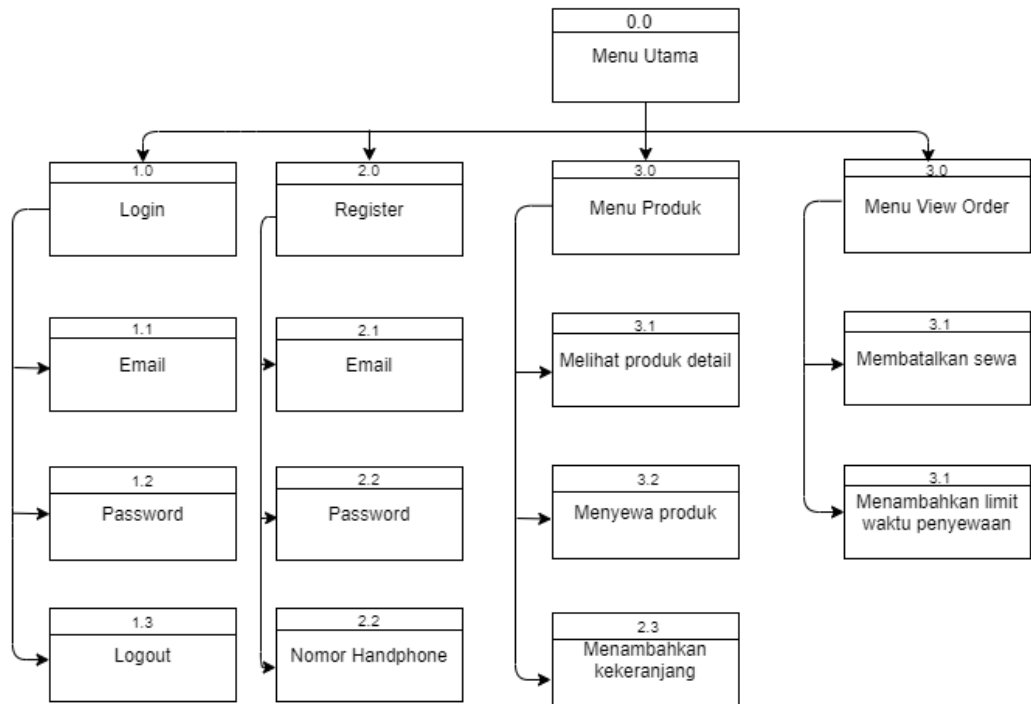 0.0
Menu Utama
1.0
Login
2.0
Register
3.0
Menu Produk
3.0
Menu View Order
1.1
Email
2.1
Email
3.1
Melihat produk detail
3.1
Membatalkan sewa
1.2
Password
2.2
Password
3.2
Menyewa produk
3.1
Menambahkan limit
waktu penyewaan
1.3
Logout
2.2
Nomor Handphone
2.3
Menambahkan
kekeranjang